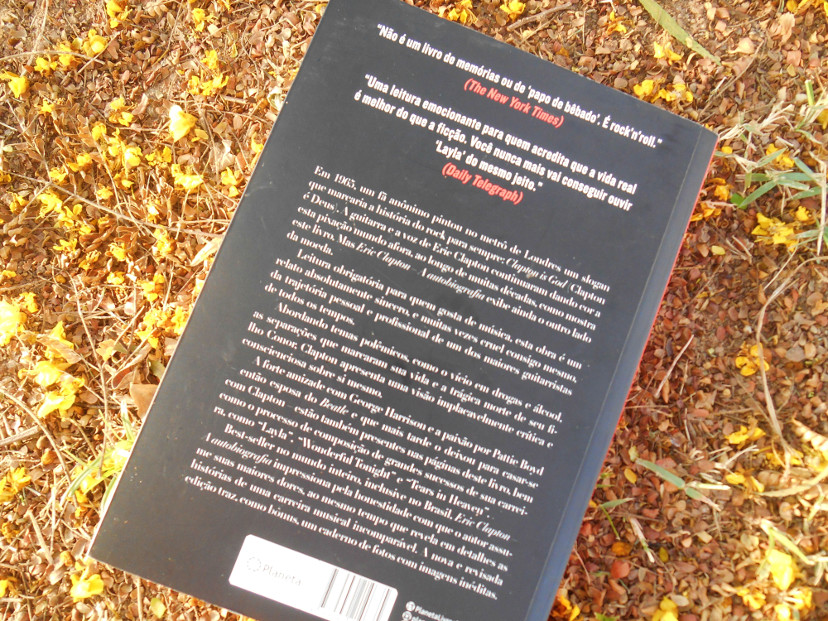 "Não é um livro de memórias ou de 'papo de bêbado'. É rock'n'roll."
(The New York Times)
"Uma leitura emocionante para quem acredita que a vida real
é melhor do que a ficção. Você nunca mais vai conseguir ouvir
'Layla' do mesmo jeito."
(Daily Telegraph)
Em 1965, um fã anônimo pintou no metrô de Londres um slogan
que marcaria a história do rock para sempre: Clapton is God (Clapton
é Deus). A guitarra e a voz de Eric Clapton continuaram dando cor a
esta pixação mundo afora, ao longo de muitas décadas, como mostra
este livro. Mas Eric Clapton – A autobiografia exibe ainda o outro lado
da moeda.
Leitura obrigatória para quem gosta de música, esta obra é um
relato absolutamente sincero, e muitas vezes cruel consigo mesmo,
da trajetória pessoal e profissional de um dos maiores guitarristas
de todos os tempos.
Abordando temas polêmicos, como o vício em drogas e álcool,
as separações que marcaram sua vida e a trágica morte de seu fi-
lho Conor, Clapton apresenta uma visão implacavelmente crítica e
conscienciosa sobre si mesmo.
A forte amizade com George Harrison e a paixão por Pattie Boyd
então esposa do Beatle e que mais tarde o deixou para casar-se
com Clapton – estão também presentes nas páginas deste livro, bem
como o processo de composição de grandes sucessos de sua carrei-
ra, como "Layla", "Wonderful Tonight" e "Tears in Heaven".
Best-seller no mundo inteiro, inclusive no Brasil, Eric Clapton –
A autobiografia impressiona pela honestidade com que o autor assu-
me suas maiores dores, ao mesmo tempo que revela em detalhes as
histórias de uma carreira musical incomparável. A nova e revisada
edição traz, como bônus, um caderno de fotos com imagens inéditas.
Planeta